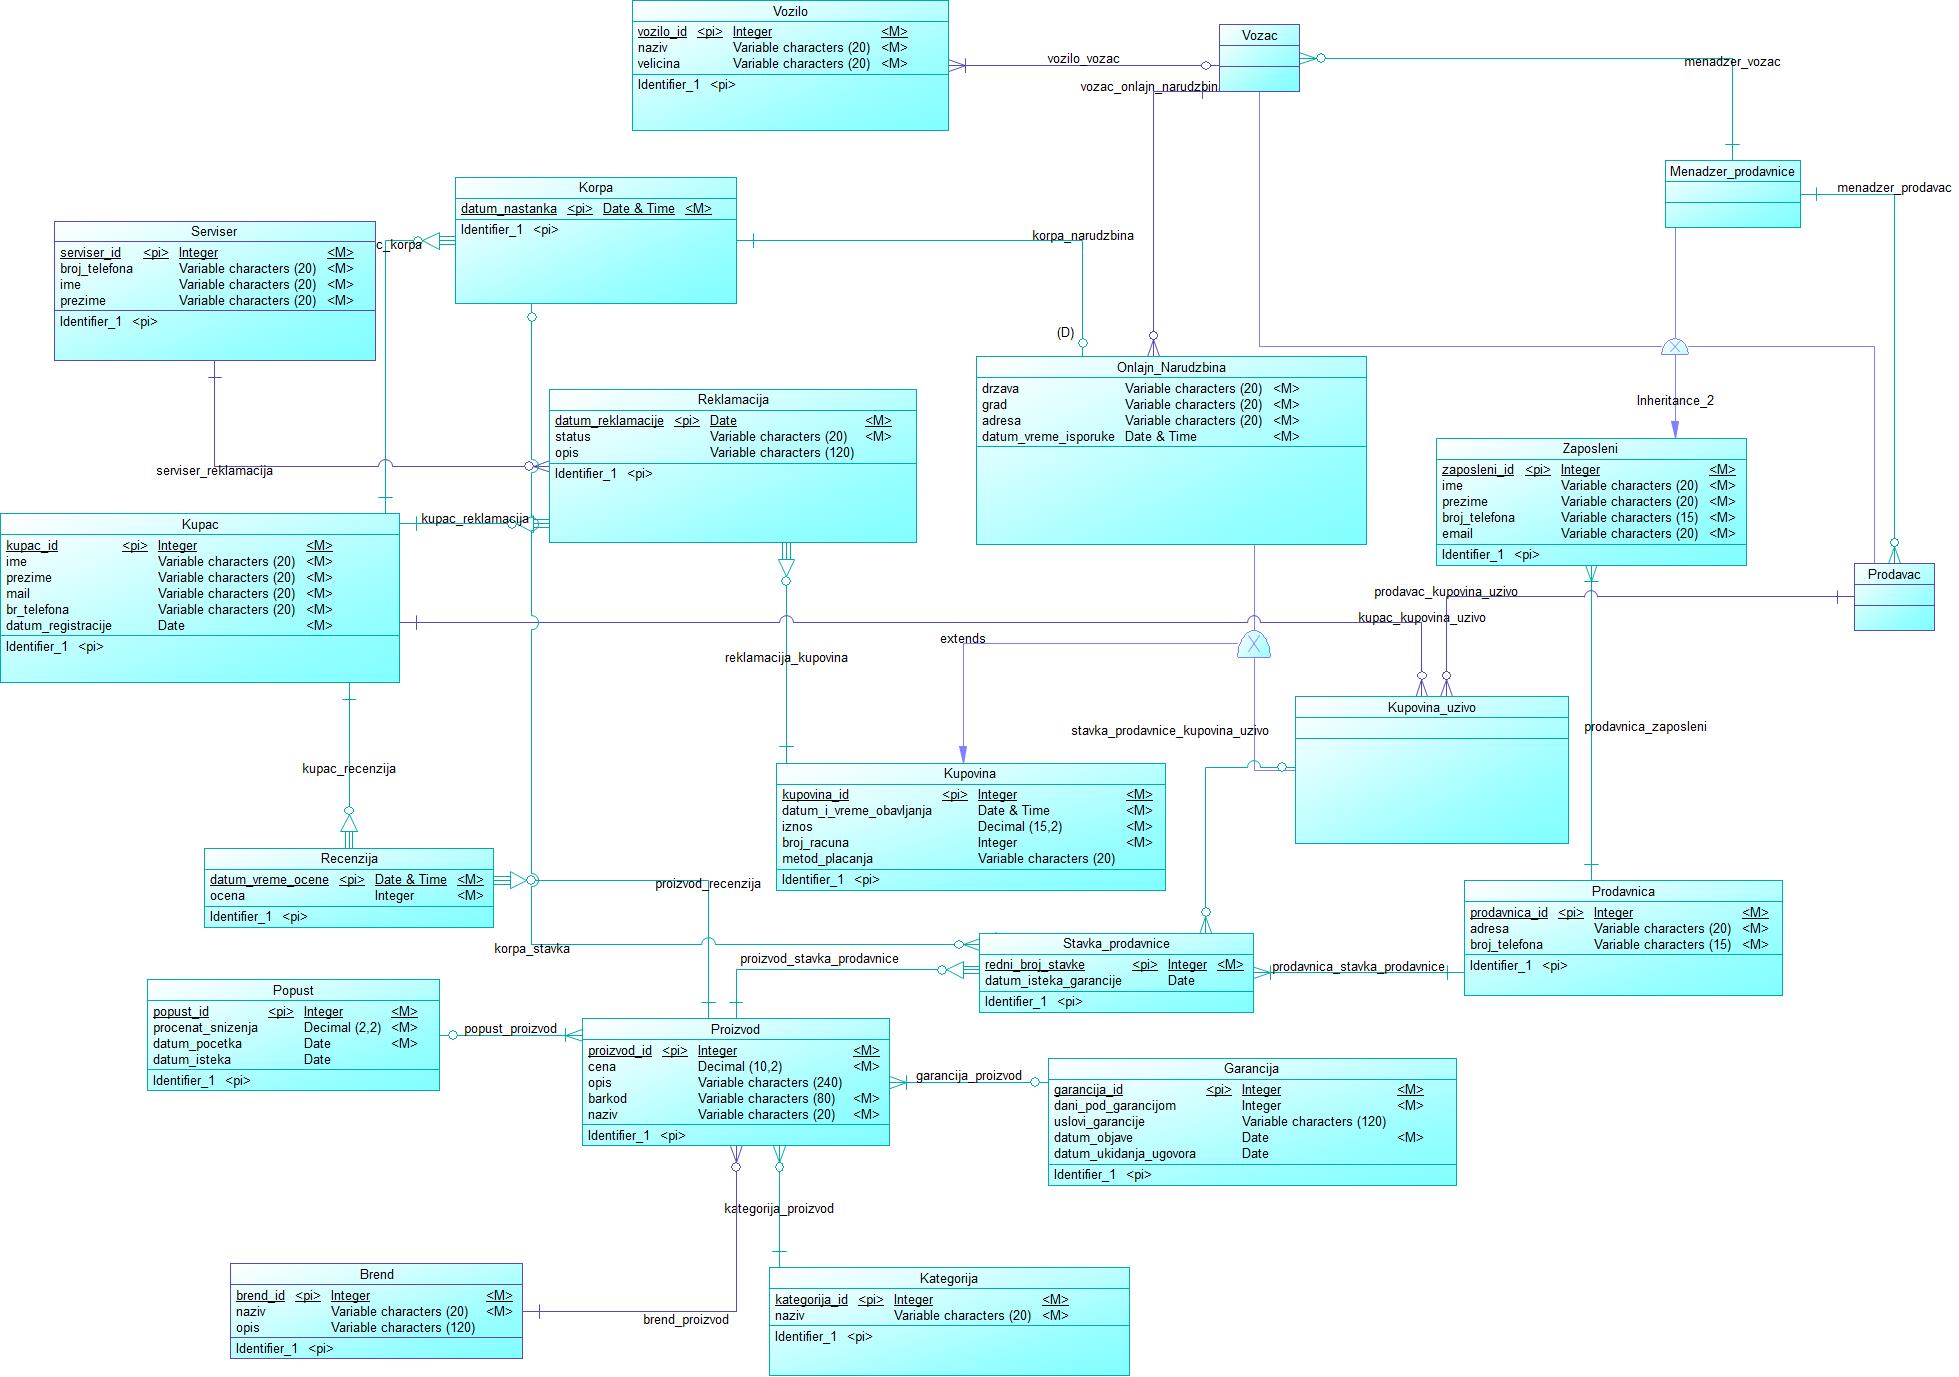 Vozilo
vozilo_id <pi> Integer <M>
naziv Variable characters (20) <M>
velicina Variable characters (20) <M>
Identifier_1 <pi>
vozilo_vozac
Vozac
menadzer_vozac
vozac_onlajn_narudzbin
Menadzer_prodavnice
menadzer_prodavac
Korpa
datum_nastanka <pi> Date & Time <M>
Identifier_1 <pi>
c_korpa
korpa_narudzbina
(D)
Serviser
serviser_id <pi> Integer <M>
broj_telefona Variable characters (20) <M>
ime Variable characters (20) <M>
prezime Variable characters (20) <M>
Identifier_1 <pi>
serviser_reklamacija
Reklamacija
datum_reklamacije <pi> Date <M>
status Variable characters (20) <M>
opis Variable characters (120)
Identifier_1 <pi>
Onlajn_Narudzbina
drzava Variable characters (20) <M>
grad Variable characters (20) <M>
adresa Variable characters (20) <M>
datum_vreme_isporuke Date & Time <M>
Inheritance_2
Zaposleni
zaposleni_id <pi> Integer <M>
ime Variable characters (20) <M>
prezime Variable characters (20) <M>
broj_telefona Variable characters (15) <M>
email Variable characters (20) <M>
Identifier_1 <pi>
Prodavac
Kupac
kupac_id <pi> Integer <M>
ime Variable characters (20) <M>
prezime Variable characters (20) <M>
mail Variable characters (20) <M>
br_telefona Variable characters (20) <M>
datum_registracije Date <M>
Identifier_1 <pi>
kupac_reklamacija
prodavac_kupovina_uzivo
kupac_kupovina_uzivo
extends
reklamacija_kupovina
Kupovina_uzivo
stavka_prodavnice_kupovina_uzivo
prodavnica_zaposleni
kupac_recenzija
Kupovina
kupovina_id <pi> Integer <M>
datum_i_vreme_obavljanja Date & Time <M>
iznos Decimal (15,2) <M>
broj_racuna Integer <M>
metod_placanja Variable characters (20)
Identifier_1 <pi>
Recenzija
datum_vreme_ocene <pi> Date & Time <M>
ocena Integer <M>
Identifier_1 <pi>
proizvod_recenzija
Prodavnica
prodavnica_id <pi> Integer <M>
adresa Variable characters (20) <M>
broj_telefona Variable characters (15) <M>
Identifier_1 <pi>
korpa_stavka
proizvod_stavka_prodavnice
Stavka_prodavnice
redni_broj_stavke <pi> Integer <M>
datum_isteka_garancije Date
Identifier_1 <pi>
prodavnica_stavka_prodavnice
Popust
popust_id <pi> Integer <M>
procenat_snizenja Decimal (2,2) <M>
datum_pocetka Date <M>
datum_isteka Date
Identifier_1 <pi>
popust_proizvod
Proizvod
proizvod_id <pi> Integer <M>
cena Decimal (10,2) <M>
opis Variable characters (240)
barkod Variable characters (80) <M>
naziv Variable characters (20) <M>
Identifier_1 <pi>
garancija_proizvod
Garancija
garancija_id <pi> Integer <M>
dani_pod_garancijom Integer <M>
uslovi_garancije Variable characters (120)
datum_objave Date <M>
datum_ukidanja_ugovora Date
Identifier_1 <pi>
kategorija_proizvod
Brend
brend_id <pi> Integer <M>
naziv Variable characters (20) <M>
opis Variable characters (120)
Identifier_1 <pi>
brend_proizvod
Kategorija
kategorija_id <pi> Integer <M>
naziv Variable characters (20) <M>
Identifier_1 <pi>